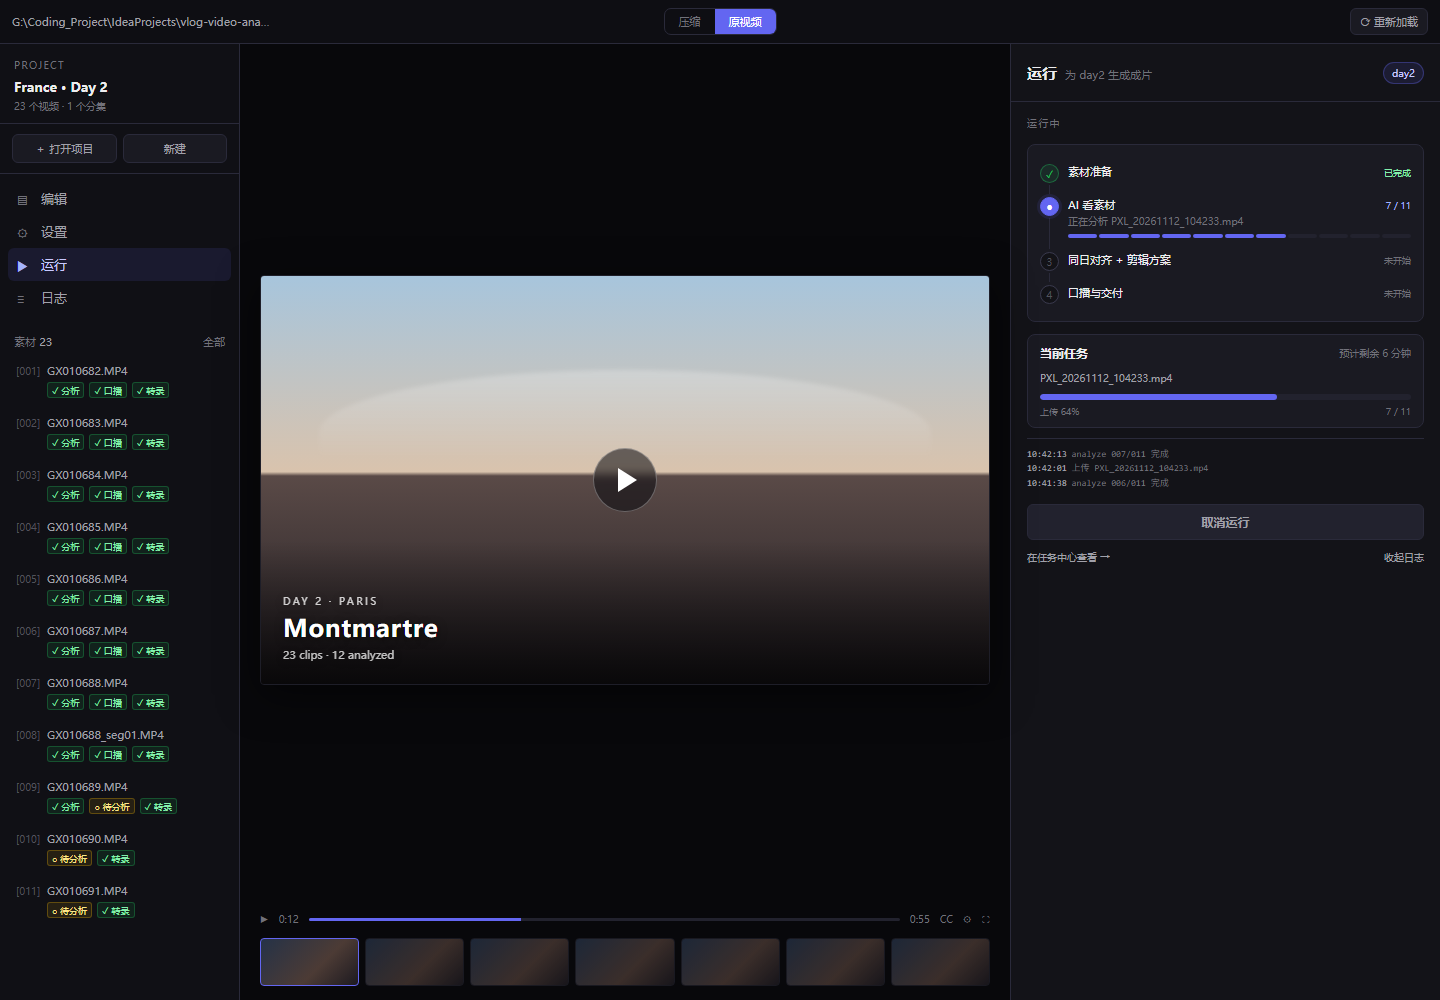 G:\Coding_Project\IdeaProjects\vlog-video-ana...
压缩 原视频
重新加载
PROJECT
France • Day 2
23 个视频 · 1 个分集
+ 打开项目 新建
编辑
设置
运行
日志
素材 23 全部
[001] GX010682.MP4
✓ 分析 ✓ 口播 ✓ 转录
[002] GX010683.MP4
✓ 分析 ✓ 口播 ✓ 转录
[003] GX010684.MP4
✓ 分析 ✓ 口播 ✓ 转录
[004] GX010685.MP4
✓ 分析 ✓ 口播 ✓ 转录
[005] GX010686.MP4
✓ 分析 ✓ 口播 ✓ 转录
[006] GX010687.MP4
✓ 分析 ✓ 口播 ✓ 转录
[007] GX010688.MP4
✓ 分析 ✓ 口播 ✓ 转录
[008] GX010688_seg01.MP4
✓ 分析 ✓ 口播 ✓ 转录
[009] GX010689.MP4
✓ 分析 ○ 待分析 ✓ 转录
[010] GX010690.MP4
○ 待分析 ✓ 转录
[011] GX010691.MP4
○ 待分析 ✓ 转录
DAY 2 · PARIS
Montmartre
23 clips · 12 analyzed
0:12 0:55 CC
运行 为 day2 生成成片 day2
运行中
✓ 素材准备 已完成
AI 看素材 7 / 11
正在分析 PXL_20261112_104233.mp4
3 同日对齐 + 剪辑方案 未开始
4 口播与交付 未开始
当前任务 预计剩余 6 分钟
PXL_20261112_104233.mp4
上传 64% 7 / 11
10:42:13 analyze 007/011 完成
10:42:01 上传 PXL_20261112_104233.mp4
10:41:38 analyze 006/011 完成
取消运行
在任务中心查看 → 收起日志